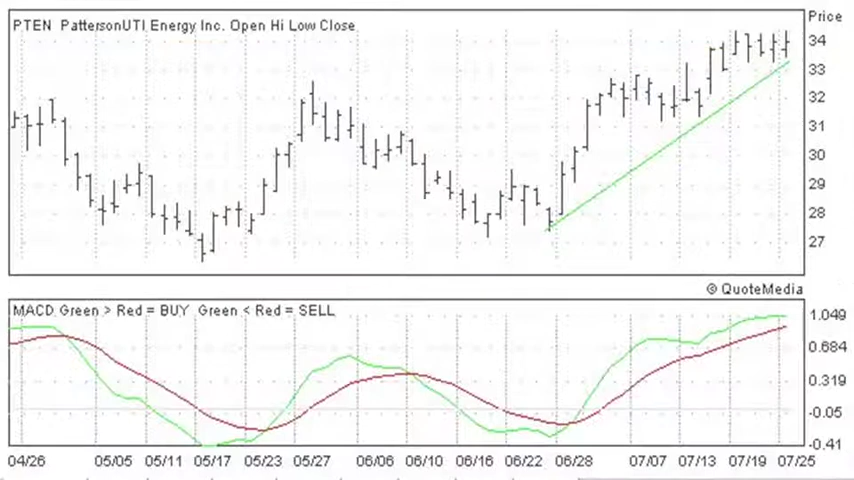 PTEN PattersonUTI Energy Inc. Open Hi Low Close
Price
34
33
32
31
30
29
28
27
© QuoteMedia
MACD Green > Red = BUY Green < Red = SELL
1.049
0.684
0.319
-0.05
-0.41
04/26 05/05 05/11 05/17 05/23 05/27 06/06 06/10 06/16 06/22 06/28 07/07 07/13 07/19 07/25